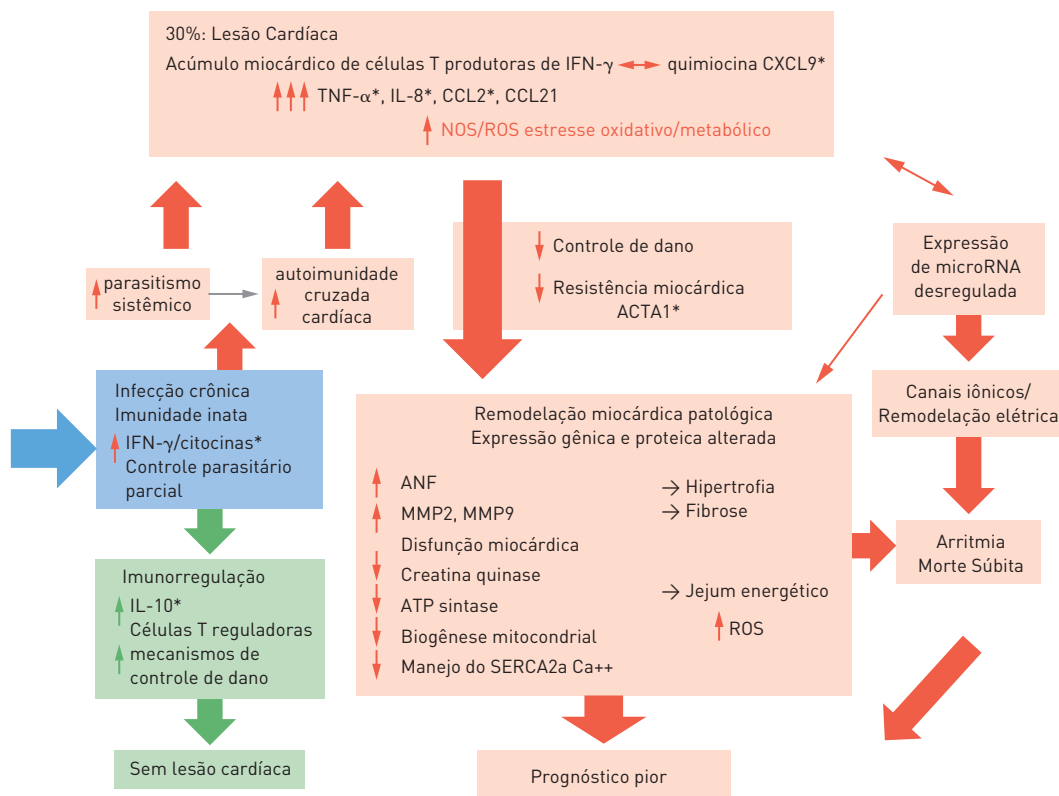 30%: Lesão Cardíaca
Acúmulo miocárdico de células T produtoras de IFN-γ quimiocina CXCL9*
TNF-α*, IL-8*, CCL2*, CCL21
NOS/ROS estresse oxidativo/metabólico
parasitismo
sistêmico
autoimunidade
cruzada
cardíaca
Controle de dano
Resistência miocárdica
ACTA1*
Expressão
de microRNA
desregulada
Infecção crônica
Imunidade inata
IFN-γ/citocinas*
Controle parasitário
parcial
Remodelação miocárdica patológica
Expressão gênica e proteica alterada
ANF
MMP2, MMP9
Disfunção miocárdica
Creatina quinase
ATP sintase
Biogênese mitocondrial
Manejo do SERCA2a Ca++
→ Hipertrofia
→ Fibrose
→ Jejum energético
ROS
Canais iônicos/
Remodelação elétrica
Arritmia
Morte Súbita
Imunorregulação
IL-10*
Células T reguladoras
mecanismos de
controle de dano
Sem lesão cardíaca
Prognóstico pior